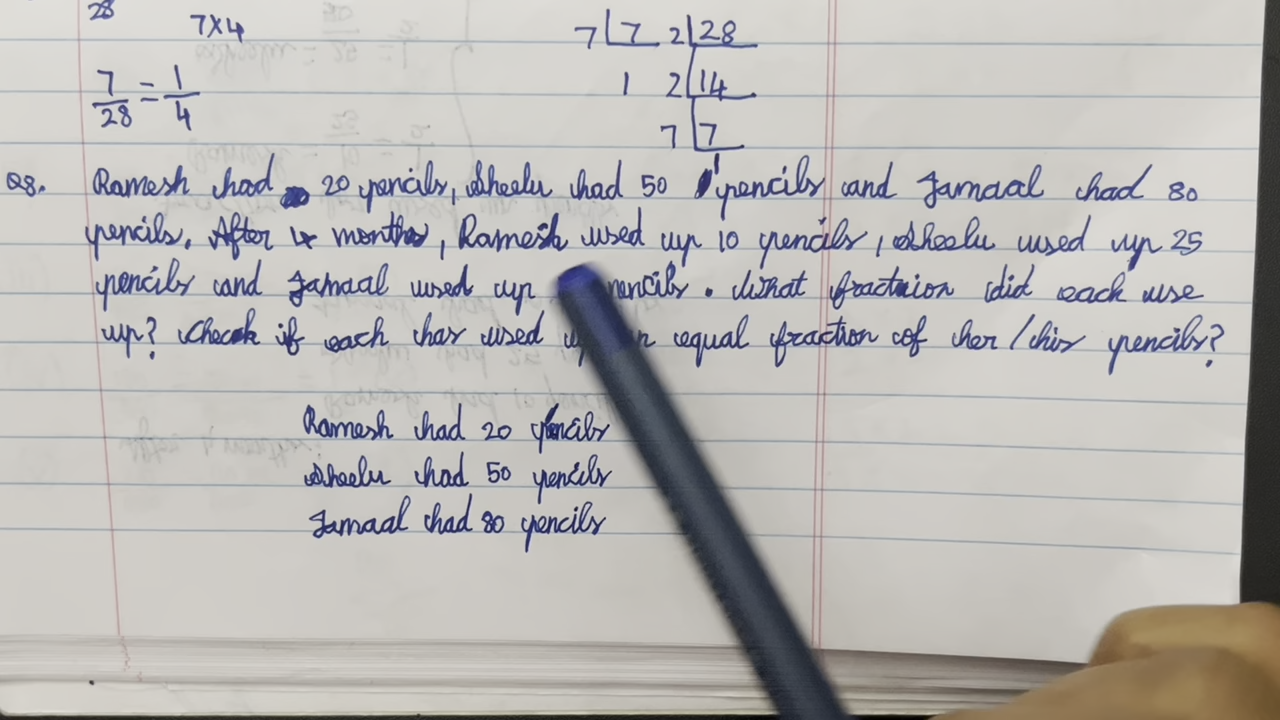 28
7x4
7/28 = 1/4
7 | 7
1
2 | 28
2 | 14
7 | 7
1
Q8. Ramesh had 20 pencils, Sheelu had 50 pencils and Jamaal had 80
pencils. After 4 months, Ramesh used up 10 pencils, Sheelu used up 25
pencils and Jamaal used up pencils. What fraction did each use
up? Check if each has used equal fraction of her/his pencils?
Ramesh had 20 pencils
Sheelu had 50 pencils
Jamaal had 80 pencils